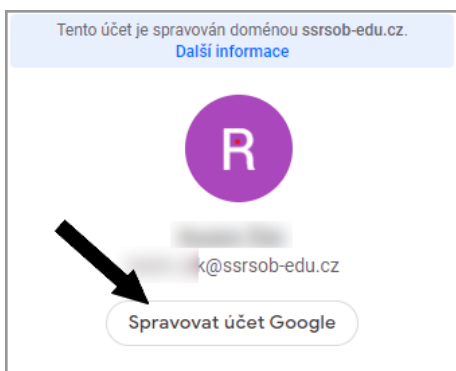 Tento účet je spravován doménou ssrsob-edu.cz.
Další informace
R
k@ssrsob-edu.cz
Spravovat účet Google